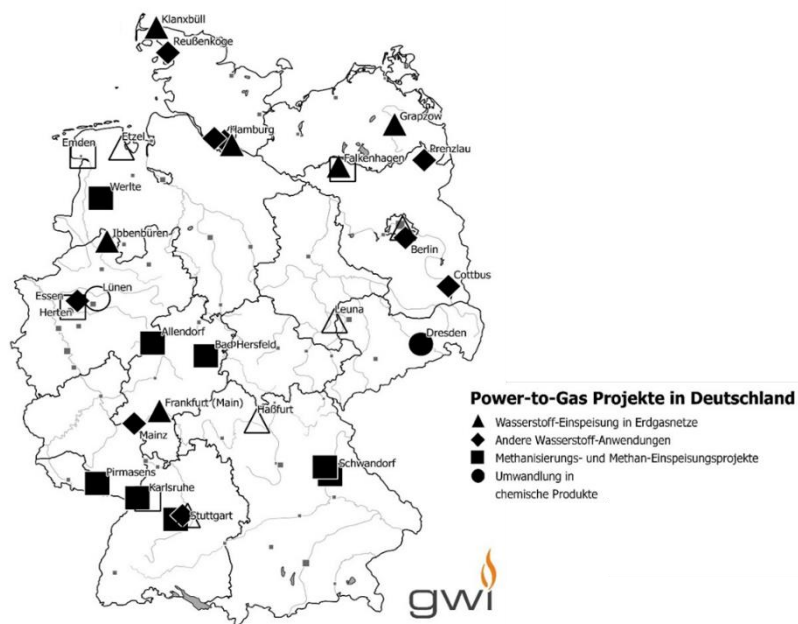 Klanxbüll
Reußenköge
Hamburg
Grapzow
Emden
Etzel
Falkenhagen
Prenzlau
Werlte
Ibbenbüren
Berlin
Cottbus
Essen
Lünen
Herten
Leuna
Allendorf
Dresden
Bad Hersfeld
Frankfurt (Main)
Haßfurt
Mainz
Schwandorf
Pirmasens
Karlsruhe
Stuttgart
Power-to-Gas Projekte in Deutschland
Wasserstoff-Einspeisung in Erdgasnetze
Andere Wasserstoff-Anwendungen
Methanisierungs- und Methan-Einspeisungsprojekte
Umwandlung in
chemische Produkte
gwi